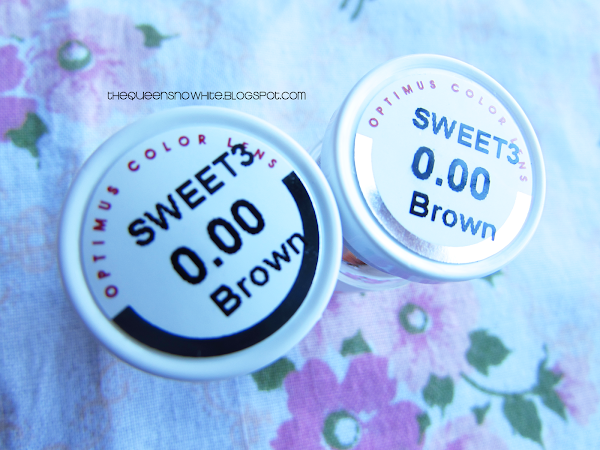 THEQUEENSNOWHITE.BLOGSPOT.COM
OPTIMUS COLOR LENS
SWEET3
0.00
Brown
OPTIMUS COLOR LENS
SWEET3
0.00
Brown